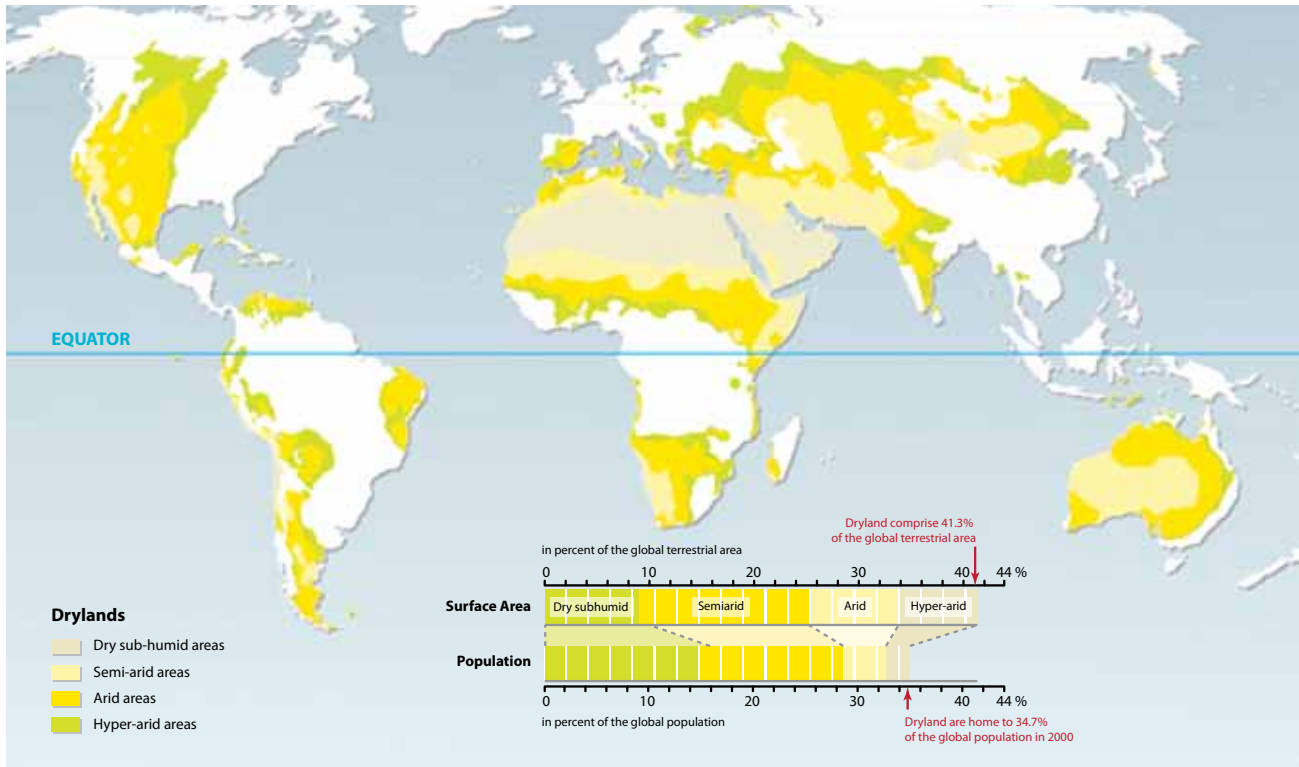 EQUATOR
Dryland comprise 41.3%
of the global terrestrial area
in percent of the global terrestrial area
0 10 20 30 40 44 %
Surface Area
Dry subhumid Semiarid Arid Hyper-arid
Population
0 10 20 30 40 44 %
in percent of the global population
Dryland are home to 34.7%
of the global population in 2000
Drylands
Dry sub-humid areas
Semi-arid areas
Arid areas
Hyper-arid areas